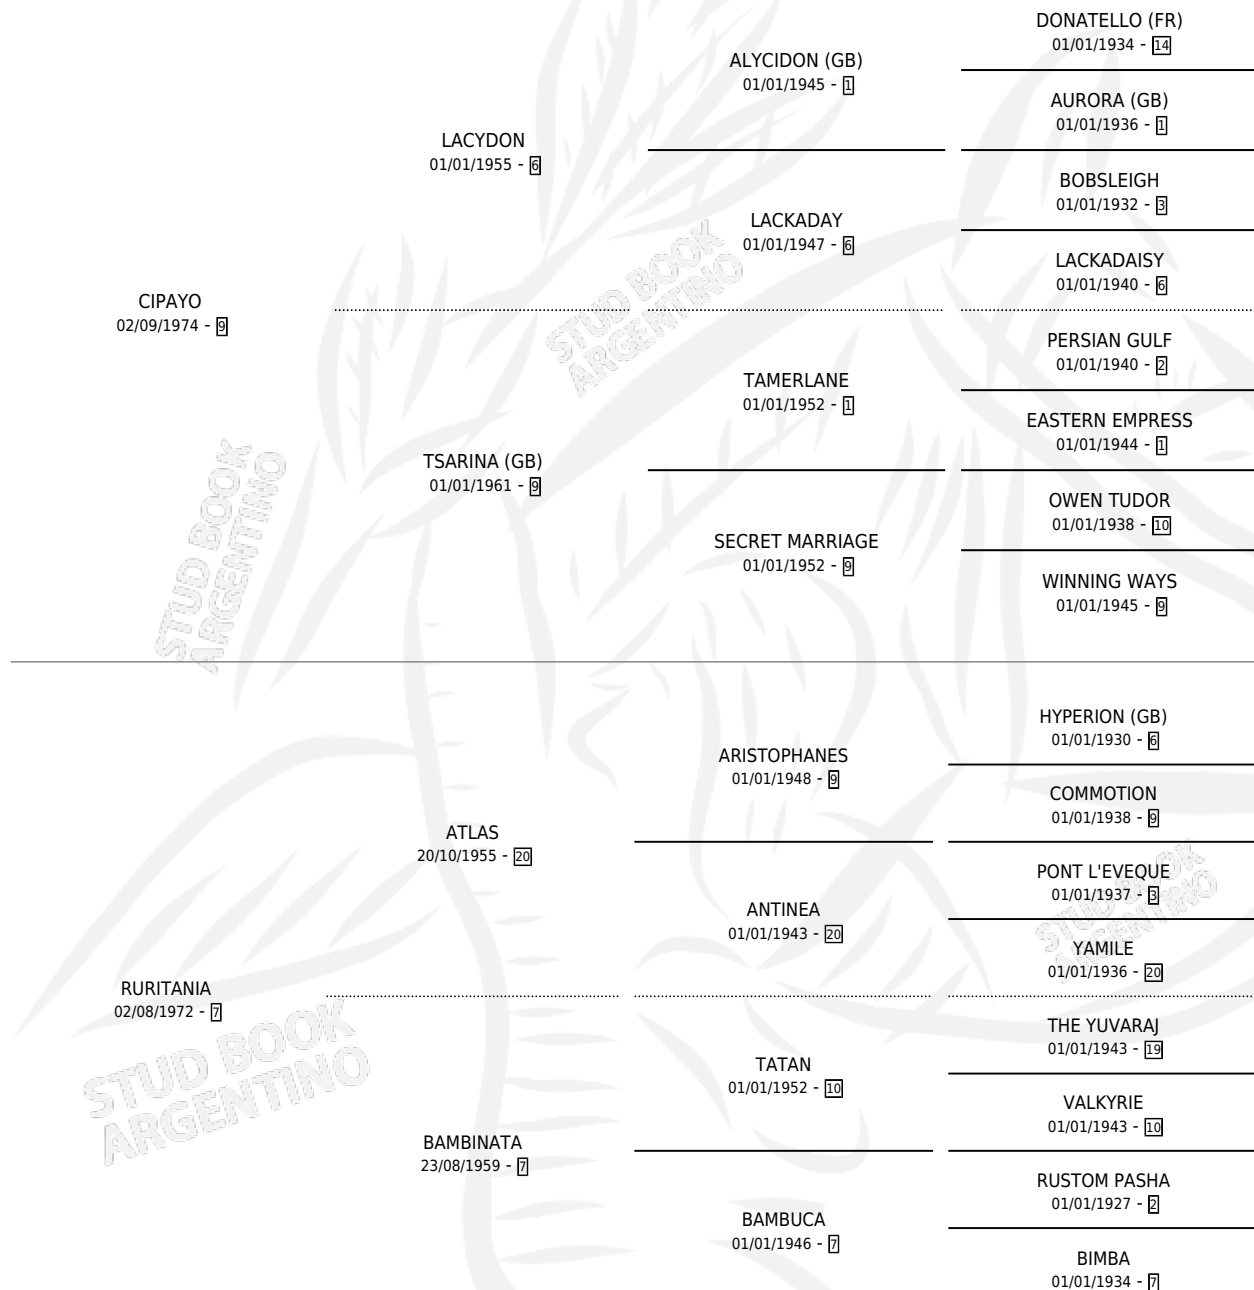 DONATELLO (FR)
01/01/1934 - 14
ALYCIDON (GB)
01/01/1945 - 1
AURORA (GB)
01/01/1936 - 1
LACYDON
01/01/1955 - 6
BOBSLEIGH
01/01/1932 - 3
LACKADAY
01/01/1947 - 6
LACKADAISY
01/01/1940 - 6
CIPAYO
02/09/1974 - 9
PERSIAN GULF
01/01/1940 - 2
TAMERLANE
01/01/1952 - 1
EASTERN EMPRESS
01/01/1944 - 1
TSARINA (GB)
01/01/1961 - 9
OWEN TUDOR
01/01/1938 - 10
SECRET MARRIAGE
01/01/1952 - 9
WINNING WAYS
01/01/1945 - 9
HYPERION (GB)
01/01/1930 - 6
ARISTOPHANES
01/01/1948 - 9
COMMOTION
01/01/1938 - 9
ATLAS
20/10/1955 - 20
PONT L'EVEQUE
01/01/1937 - 3
ANTINEA
01/01/1943 - 20
YAMILE
01/01/1936 - 20
RURITANIA
02/08/1972 - 7
THE YUVARAJ
01/01/1943 - 19
TATAN
01/01/1952 - 10
VALKYRIE
01/01/1943 - 10
BAMBINATA
23/08/1959 - 7
RUSTOM PASHA
01/01/1927 - 2
BAMBUCA
01/01/1946 - 7
BIMBA
01/01/1934 - 7
STUD BOOK
ARGENTINO
STUD BOOK
ARGENTINO
STUD BOOK
ARGENTINO
STUD BOOK
ARGENTINO